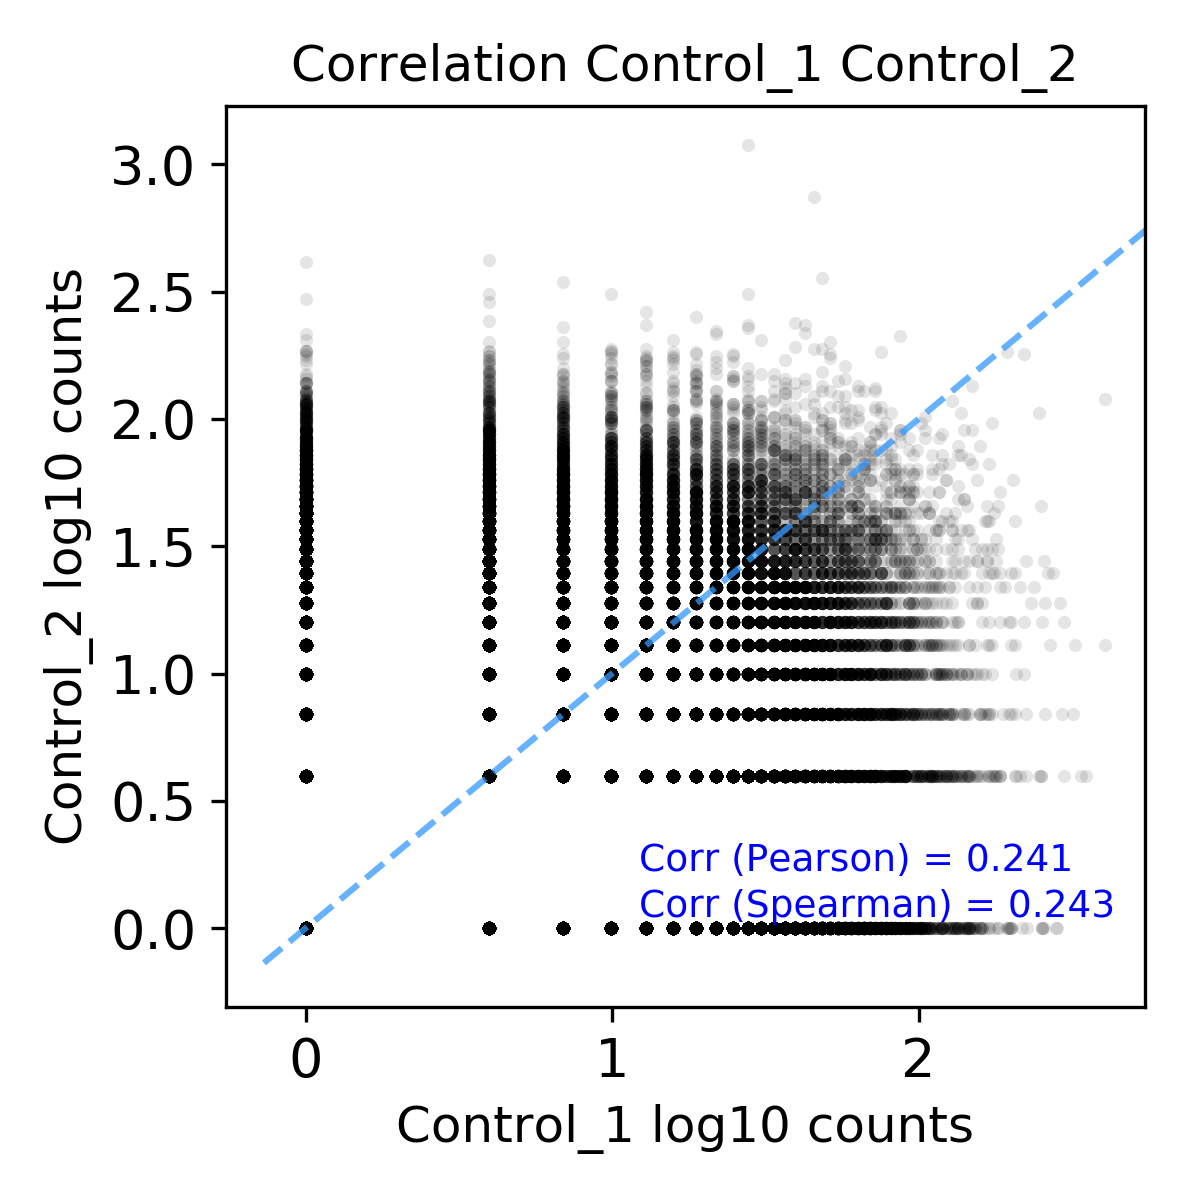 Correlation Control_1 Control_2
3.0
2.5
2.0
1.5
1.0
0.5
0.0
Control_2 log10 counts
Corr (Pearson) = 0.241
Corr (Spearman) = 0.243
0
1
2
Control_1 log10 counts